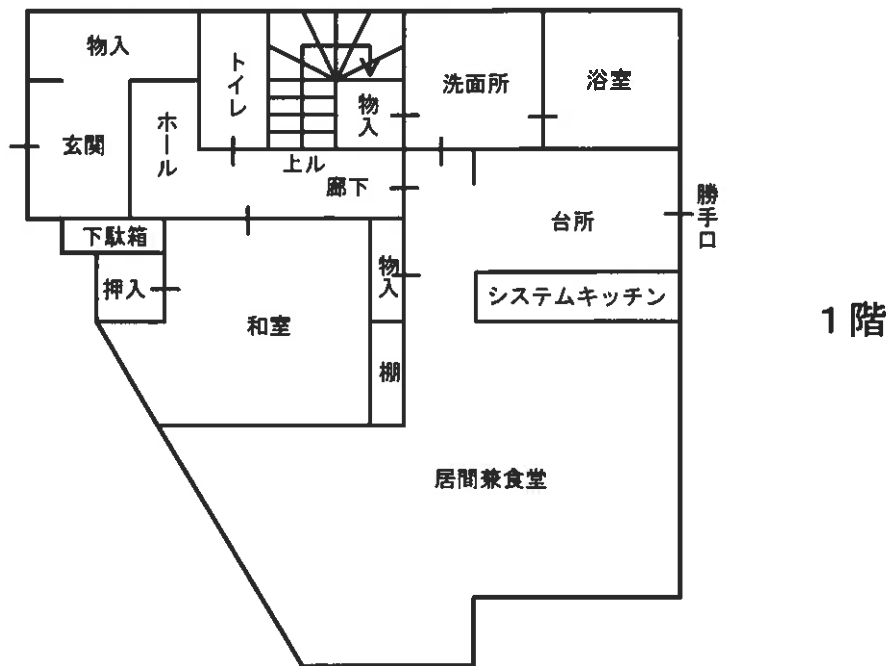 物入
トイレ
物入
洗面所
浴室
玄関
ホール
上ル
廊下
台所
勝手口
下駄箱
押入
物入
システムキッチン
和室
1階
棚
居間兼食堂